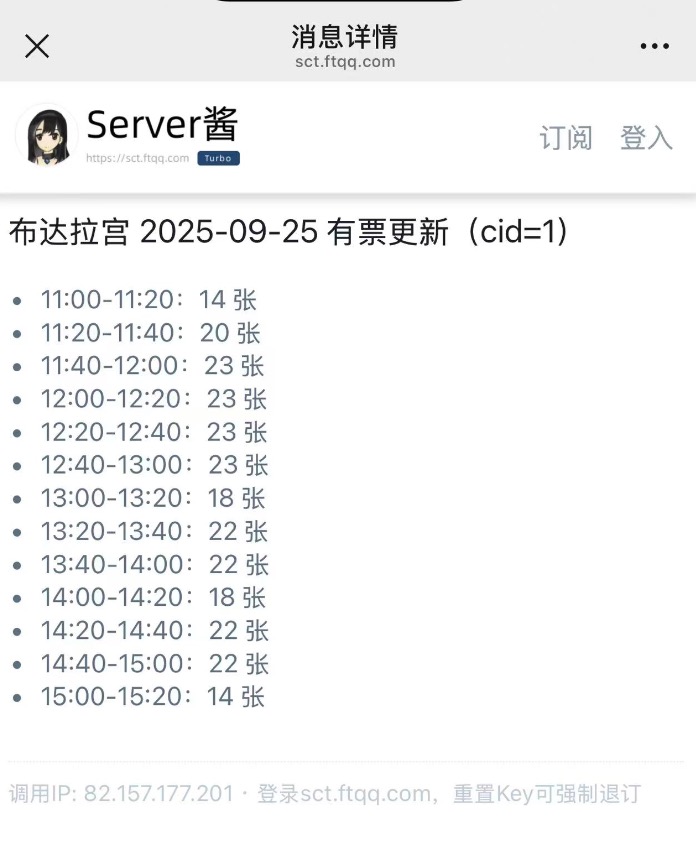 消息详情
sct.ftqq.com
Server酱
https://sct.ftqq.com Turbo
订阅 登入
布达拉宫 2025-09-25 有票更新（cid=1）
• 11:00-11:20：14 张
• 11:20-11:40：20 张
• 11:40-12:00：23 张
• 12:00-12:20：23 张
• 12:20-12:40：23 张
• 12:40-13:00：23 张
• 13:00-13:20：18 张
• 13:20-13:40：22 张
• 13:40-14:00：22 张
• 14:00-14:20：18 张
• 14:20-14:40：22 张
• 14:40-15:00：22 张
• 15:00-15:20：14 张
调用IP: 82.157.177.201 · 登录sct.ftqq.com，重置Key可强制退订